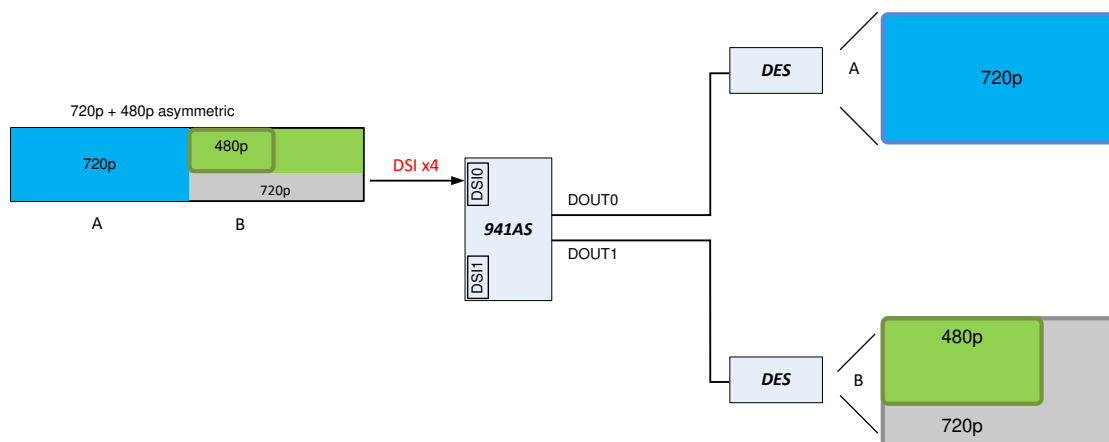 720p + 480p asymmetric
720p
480p
720p
A
B
DSI x4
DSI0
941AS
DSI1
DOUT0
DOUT1
DES
A
720p
DES
B
480p
720p